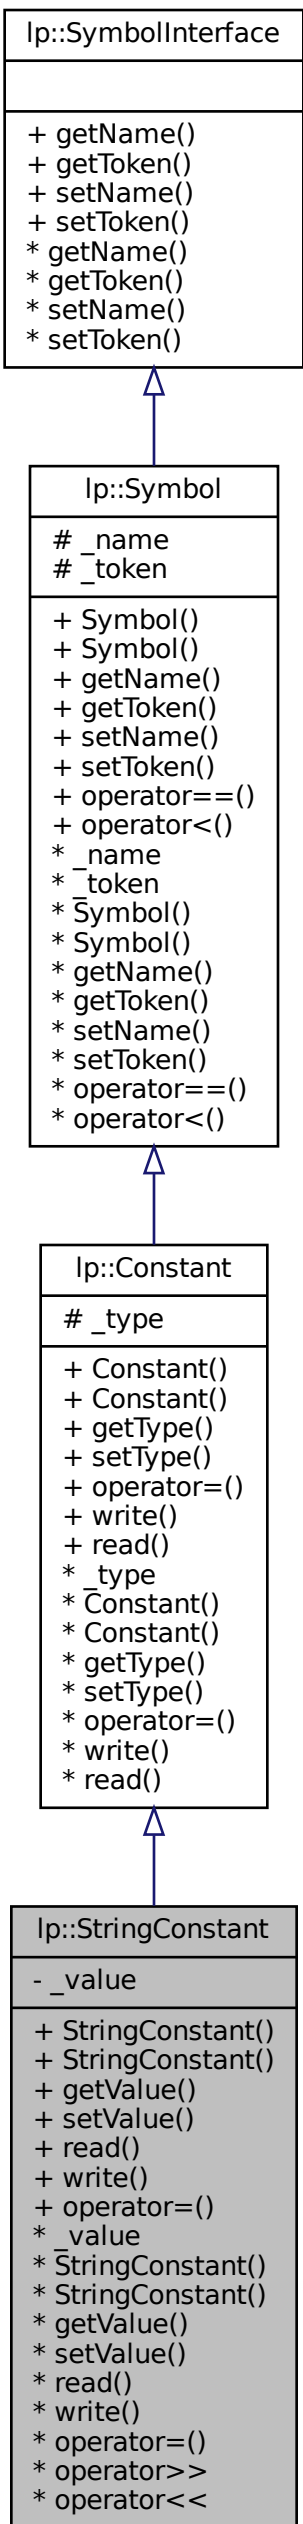 lp::SymbolInterface
+ getName()
+ getToken()
+ setName()
+ setToken()
* getName()
* getToken()
* setName()
* setToken()
lp::Symbol
# _name
# _token
+ Symbol()
+ Symbol()
+ getName()
+ getToken()
+ setName()
+ setToken()
+ operator==()
+ operator<()
* _name
* _token
* Symbol()
* Symbol()
* getName()
* getToken()
* setName()
* setToken()
* operator==()
* operator<()
lp::Constant
# _type
+ Constant()
+ Constant()
+ getType()
+ setType()
+ operator=()
+ write()
+ read()
* _type
* Constant()
* Constant()
* getType()
* setType()
* operator=()
* write()
* read()
lp::StringConstant
- _value
+ StringConstant()
+ StringConstant()
+ getValue()
+ setValue()
+ read()
+ write()
+ operator=()
* _value
* StringConstant()
* StringConstant()
* getValue()
* setValue()
* read()
* write()
* operator=()
* operator>>
* operator<<